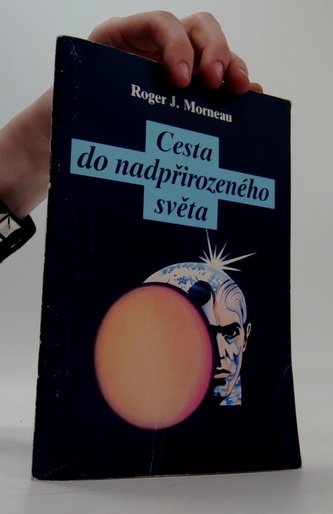 Roger J. Morneau
Cesta
do nadpřirozeného
světa